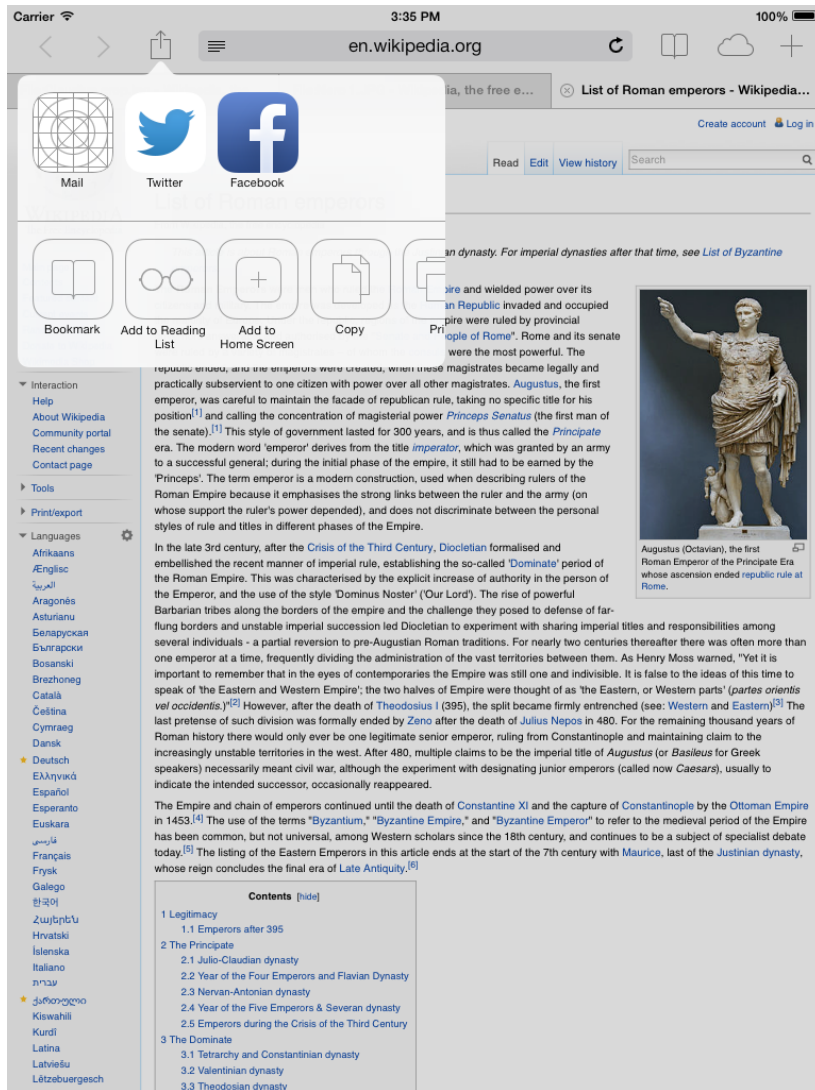 Carrier 3:35 PM 100%
en.wikipedia.org
ia, the free e... List of Roman emperors - Wikipedia...
Mail Twitter Facebook
Bookmark Add to Reading List Add to Home Screen Copy Pri
Create account Log in
Read Edit View history Search
List of Roman emperors
an dynasty. For imperial dynasties after that time, see List of Byzantine
ire and wielded power over its
an Republic invaded and occupied
pire were ruled by provincial
ople of Rome". Rome and its senate
were the most powerful. The
republic ended, and the emperors were created, when these magistrates became legally and
practically subservient to one citizen with power over all other magistrates. Augustus, the first
emperor, was careful to maintain the facade of republican rule, taking no specific title for his
position[1] and calling the concentration of magisterial power Princeps Senatus (the first man of
the senate).[1] This style of government lasted for 300 years, and is thus called the Principate
era. The modern word 'emperor' derives from the title imperator, which was granted by an army
to a successful general; during the initial phase of the empire, it still had to be earned by the
'Princeps'. The term emperor is a modern construction, used when describing rulers of the
Roman Empire because it emphasises the strong links between the ruler and the army (on
whose support the ruler's power depended), and does not discriminate between the personal
styles of rule and titles in different phases of the Empire.
Augustus (Octavian), the first
Roman Emperor of the Principate Era
whose ascension ended republic rule at
Rome.
In the late 3rd century, after the Crisis of the Third Century, Diocletian formalised and
embellished the recent manner of imperial rule, establishing the so-called 'Dominate' period of
the Roman Empire. This was characterised by the explicit increase of authority in the person of
the Emperor, and the use of the style 'Dominus Noster' ('Our Lord'). The rise of powerful
Barbarian tribes along the borders of the empire and the challenge they posed to defense of far-
flung borders and unstable imperial succession led Diocletian to experiment with sharing imperial titles and responsibilities among
several individuals - a partial reversion to pre-Augustian Roman traditions. For nearly two centuries thereafter there was often more than
one emperor at a time, frequently dividing the administration of the vast territories between them. As Henry Moss warned, "Yet it is
important to remember that in the eyes of contemporaries the Empire was still one and indivisible. It is false to the ideas of this time to
speak of 'the Eastern and Western Empire'; the two halves of Empire were thought of as 'the Eastern, or Western parts' (partes orientis
vel occidentis.)"[2] However, after the death of Theodosius I (395), the split became firmly entrenched (see: Western and Eastern)[3] The
last pretense of such division was formally ended by Zeno after the death of Julius Nepos in 480. For the remaining thousand years of
Roman history there would only ever be one legitimate senior emperor, ruling from Constantinople and maintaining claim to the
increasingly unstable territories in the west. After 480, multiple claims to be the imperial title of Augustus (or Basileus for Greek
speakers) necessarily meant civil war, although the experiment with designating junior emperors (called now Caesars), usually to
indicate the intended successor, occasionally reappeared.
The Empire and chain of emperors continued until the death of Constantine XI and the capture of Constantinople by the Ottoman Empire
in 1453.[4] The use of the terms "Byzantium," "Byzantine Empire," and "Byzantine Emperor" to refer to the medieval period of the Empire
has been common, but not universal, among Western scholars since the 18th century, and continues to be a subject of specialist debate
today.[5] The listing of the Eastern Emperors in this article ends at the start of the 7th century with Maurice, last of the Justinian dynasty,
whose reign concludes the final era of Late Antiquity.[6]
Contents [hide]
1 Legitimacy
1.1 Emperors after 395
2 The Principate
2.1 Julio-Claudian dynasty
2.2 Year of the Four Emperors and Flavian Dynasty
2.3 Nervan-Antonian dynasty
2.4 Year of the Five Emperors & Severan dynasty
2.5 Emperors during the Crisis of the Third Century
3 The Dominate
3.1 Tetrarchy and Constantinian dynasty
3.2 Valentinian dynasty
3.3 Theodosian dynasty
Interaction
Help
About Wikipedia
Community portal
Recent changes
Contact page
Tools
Print/export
Languages
Afrikaans
Ænglisc
العربية
Aragonés
Asturianu
Беларуская
Български
Bosanski
Brezhoneg
Català
Čeština
Cymraeg
Dansk
Deutsch
Ελληνικά
Español
Esperanto
Euskara
فارسی
Français
Frysk
Galego
한국어
Հայերեն
Hrvatski
Íslenska
Italiano
עברית
ქართული
Kiswahili
Kurdî
Latina
Latviešu
Lëtzebuergesch